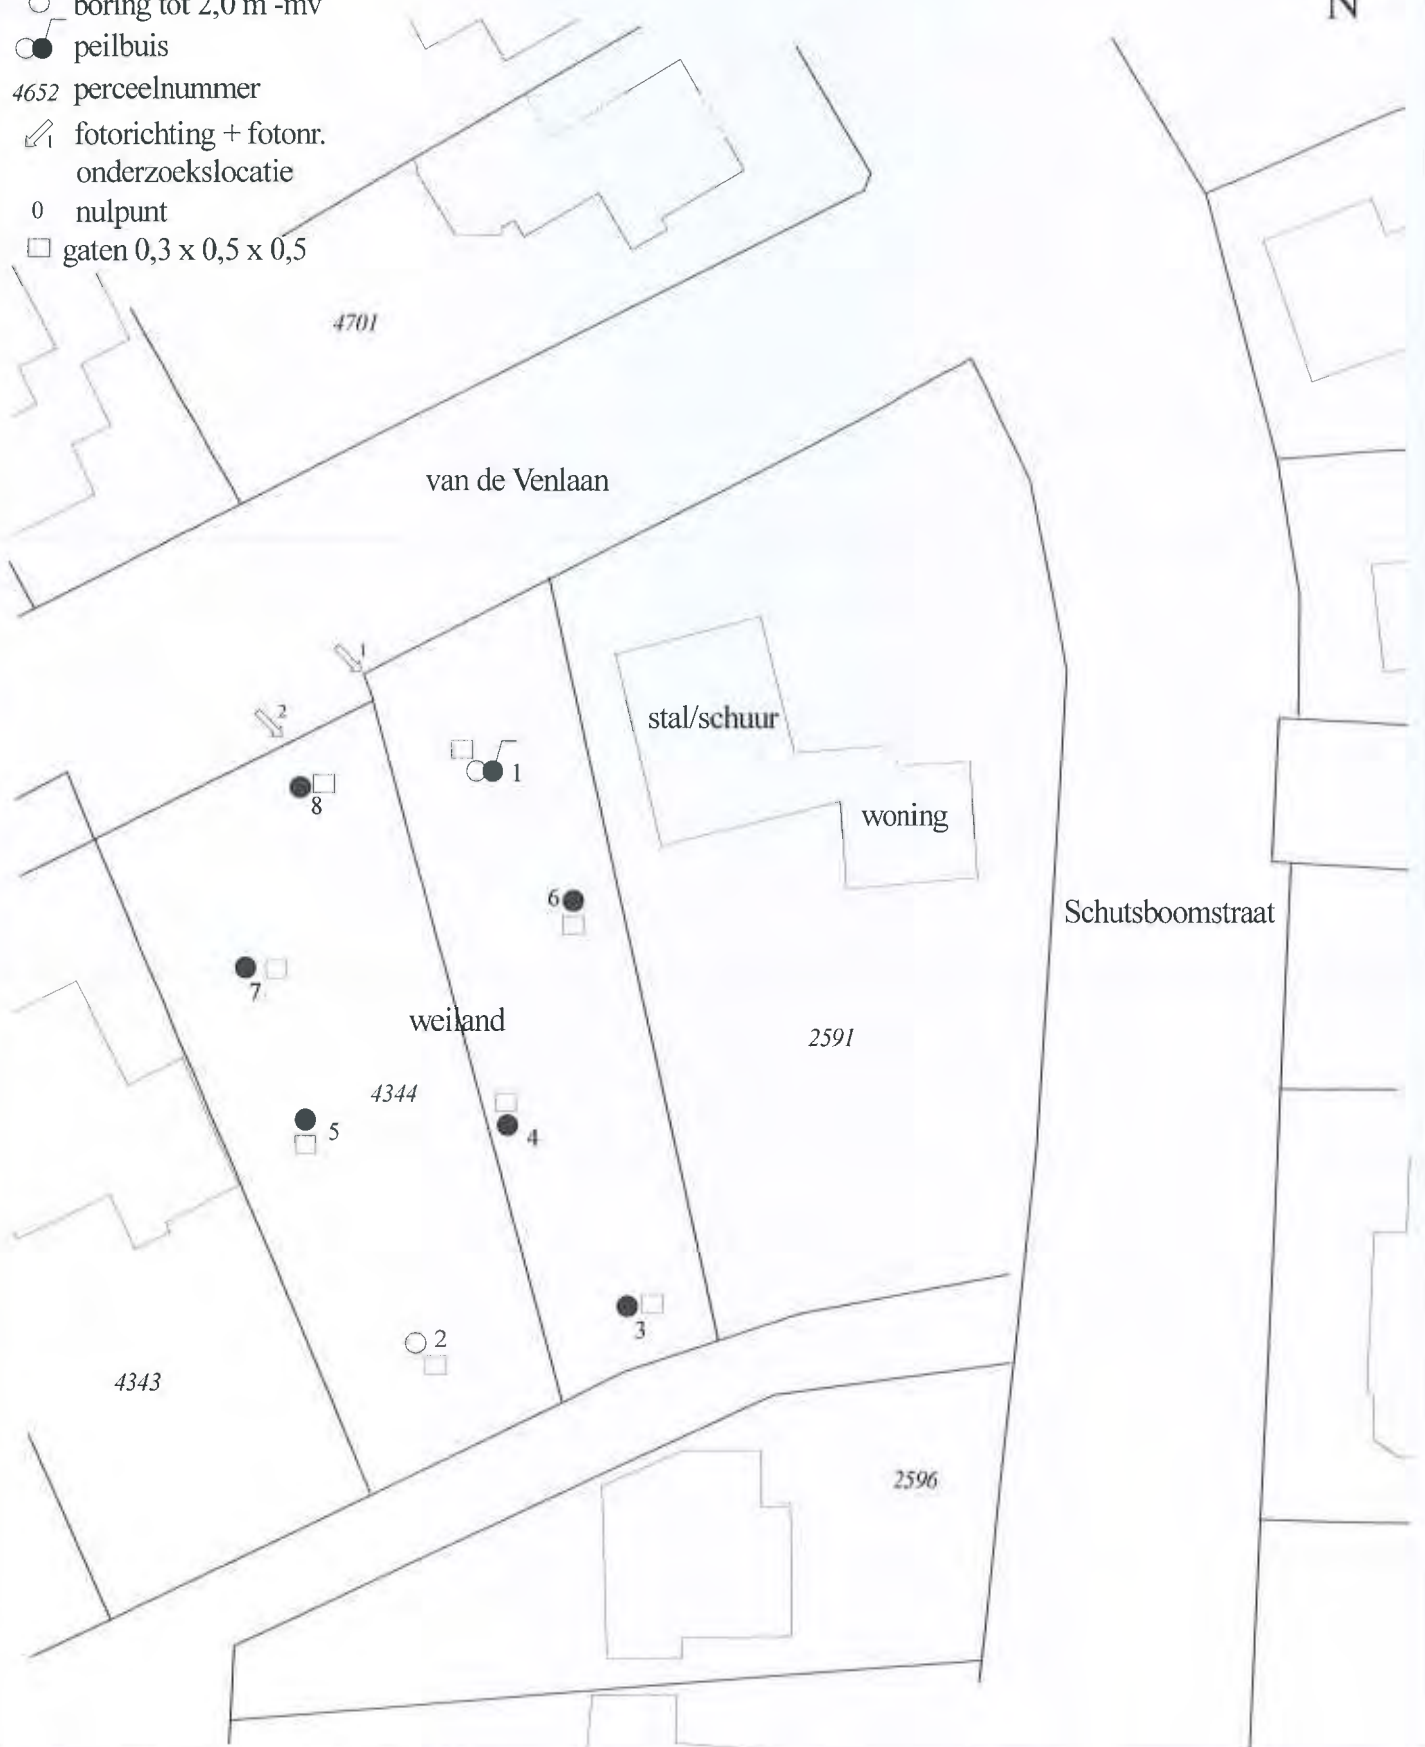 boring tot 2,0 m -mv
N
peilbuis
4652 perceelnummer
1 fotorichting + fotonr.
onderzoekslocatie
0 nulpunt
gaten 0,3 x 0,5 x 0,5
4701
van de Venlaan
1
2
stal/schuur
1
8
woning
6
Schutsboomstraat
7
weiland
2591
4344
5
4
3
2
4343
2596